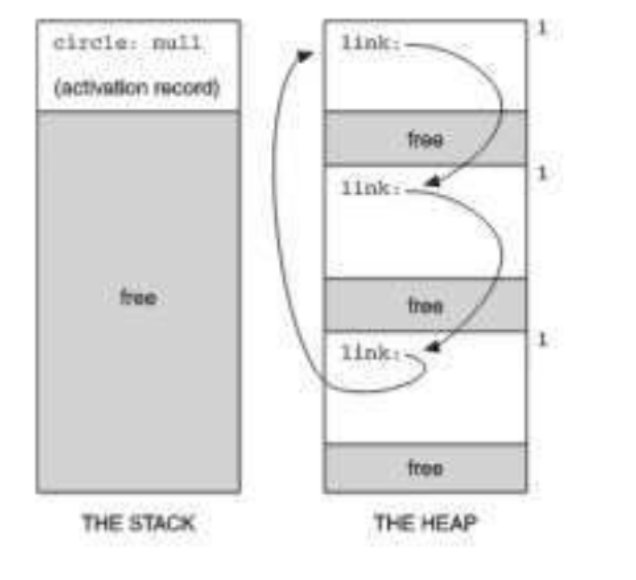 circle: null
(activation record)
free
THE STACK
link:
1
free
link:
1
free
link:
1
free
THE HEAP